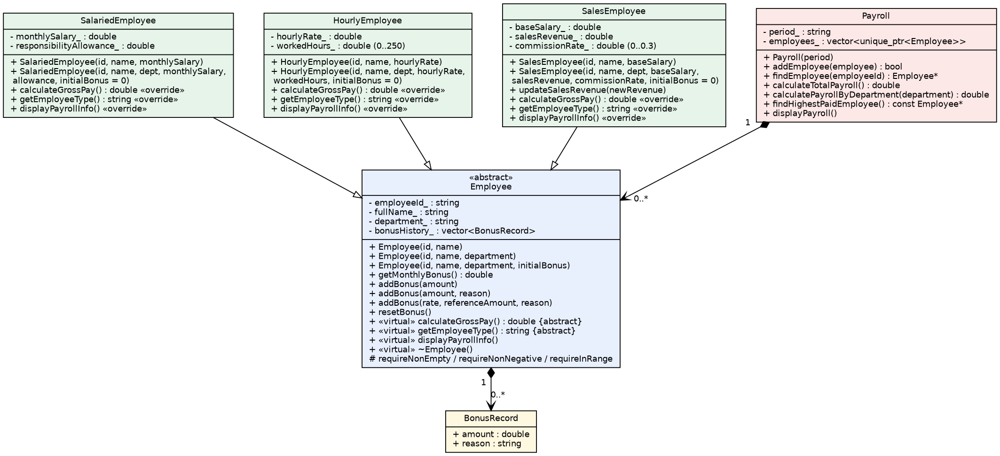 SalariedEmployee
- monthlySalary_ : double
- responsibilityAllowance_ : double
+ SalariedEmployee(id, name, monthlySalary)
+ SalariedEmployee(id, name, dept, monthlySalary,
allowance, initialBonus = 0)
+ calculateGrossPay() : double «override»
+ getEmployeeType() : string «override»
+ displayPayrollInfo() «override»
HourlyEmployee
- hourlyRate_ : double
- workedHours_ : double (0..250)
+ HourlyEmployee(id, name, hourlyRate)
+ HourlyEmployee(id, name, dept, hourlyRate,
workedHours, initialBonus = 0)
+ calculateGrossPay() : double «override»
+ getEmployeeType() : string «override»
+ displayPayrollInfo() «override»
SalesEmployee
- baseSalary_ : double
- salesRevenue_ : double
- commissionRate_ : double (0..0.3)
+ SalesEmployee(id, name, baseSalary)
+ SalesEmployee(id, name, dept, baseSalary,
salesRevenue, commissionRate, initialBonus = 0)
+ updateSalesRevenue(newRevenue)
+ calculateGrossPay() : double «override»
+ getEmployeeType() : string «override»
+ displayPayrollInfo() «override»
Payroll
- period_ : string
- employees_ : vector<unique_ptr<Employee>>
+ Payroll(period)
+ addEmployee(employee) : bool
+ findEmployee(employeeId) : Employee*
+ calculateTotalPayroll() : double
+ calculatePayrollByDepartment(department) : double
+ findHighestPaidEmployee() : const Employee*
+ displayPayroll()
1
0..*
«abstract»
Employee
- employeeId_ : string
- fullName_ : string
- department_ : string
- bonusHistory_ : vector<BonusRecord>
+ Employee(id, name)
+ Employee(id, name, department)
+ Employee(id, name, department, initialBonus)
+ getMonthlyBonus() : double
+ addBonus(amount)
+ addBonus(amount, reason)
+ addBonus(rate, referenceAmount, reason)
+ resetBonus()
+ «virtual» calculateGrossPay() : double {abstract}
+ «virtual» getEmployeeType() : string {abstract}
+ «virtual» displayPayrollInfo()
+ «virtual» ~Employee()
# requireNonEmpty / requireNonNegative / requireInRange
1
0..*
BonusRecord
+ amount : double
+ reason : string